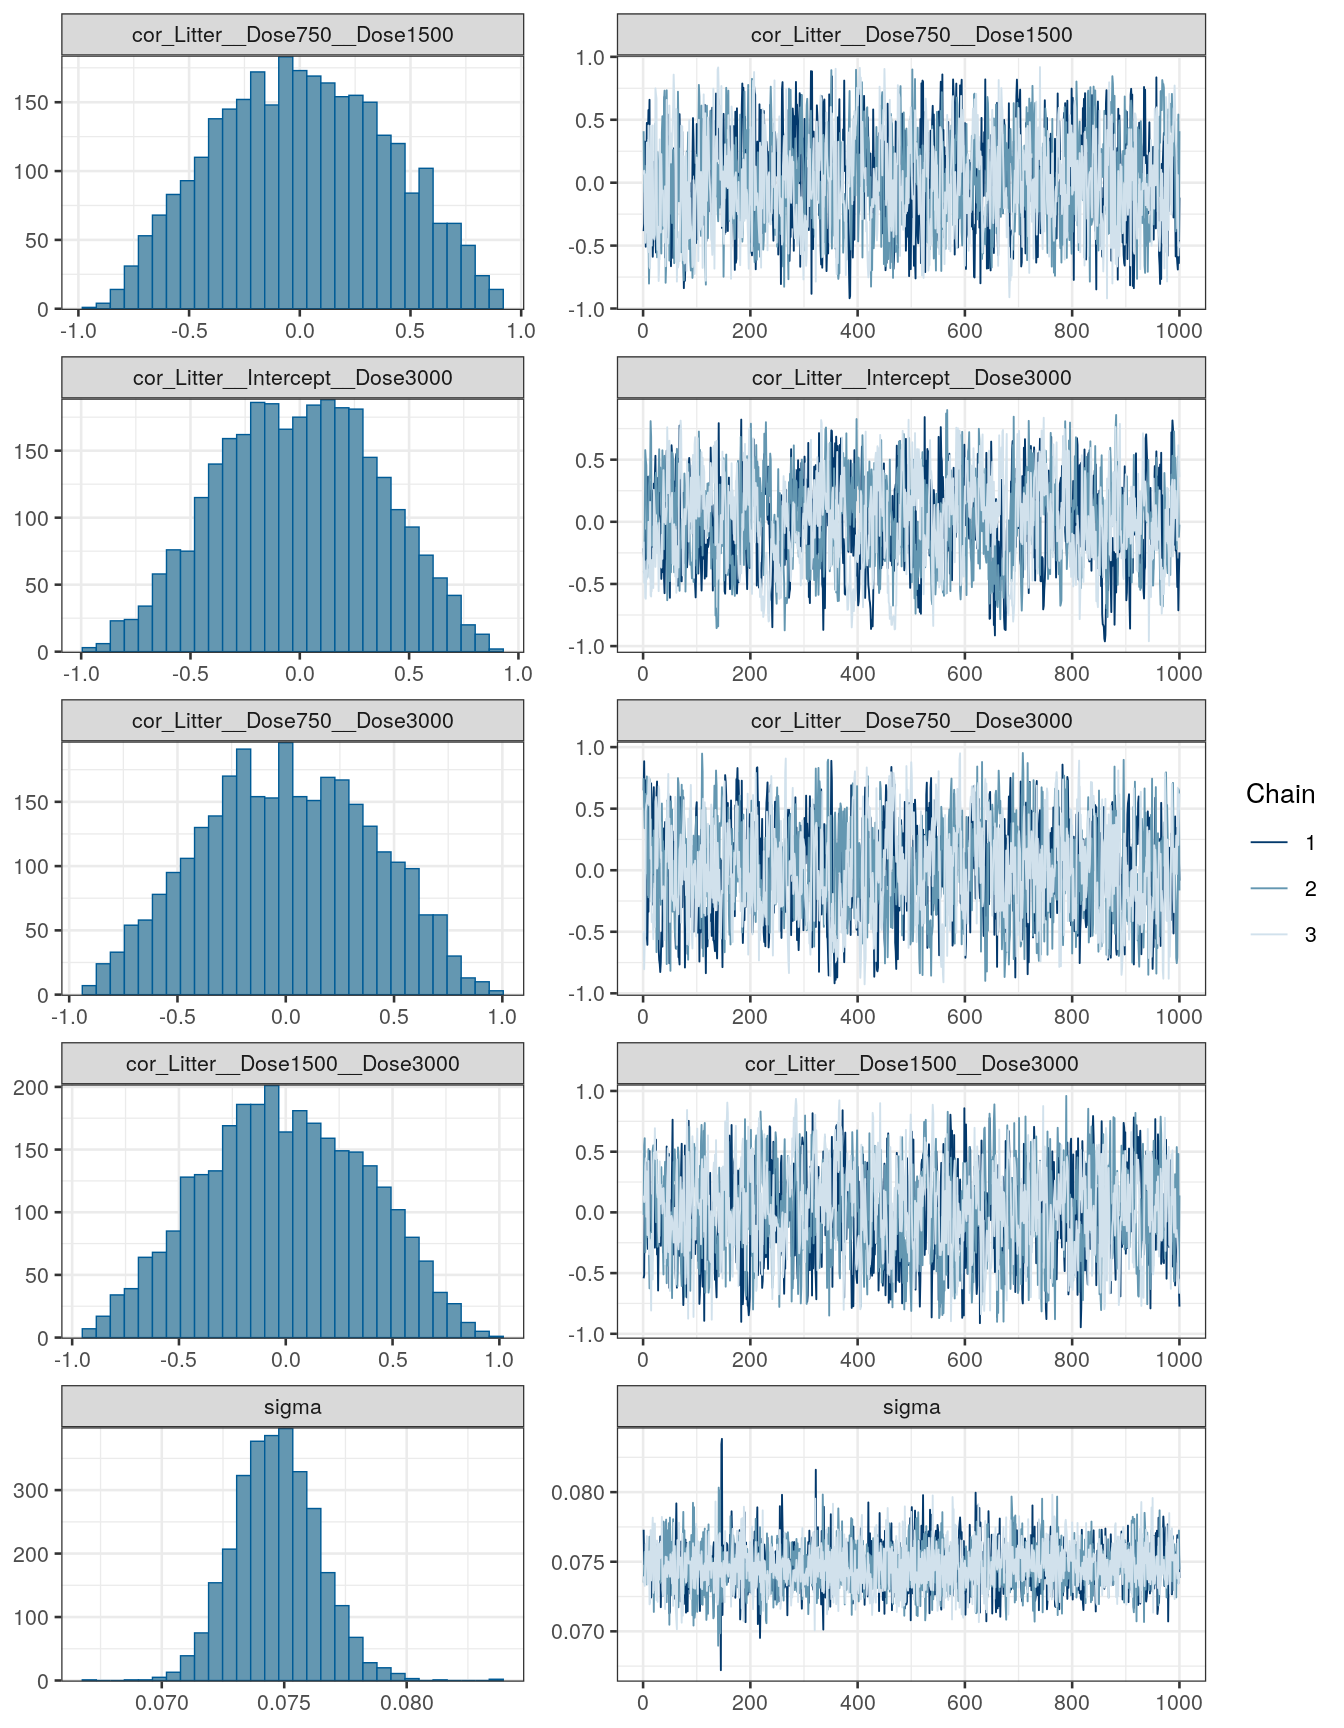 cor_Litter__Dose750__Dose1500
cor_Litter__Dose750__Dose1500
150
100
50
0
-1.0 -0.5 0.0 0.5 1.0
1.0
0.5
0.0
-0.5
-1.0
0 200 400 600 800 1000
cor_Litter__Intercept__Dose3000
cor_Litter__Intercept__Dose3000
150
100
50
0
-1.0 -0.5 0.0 0.5 1.0
0.5
0.0
-0.5
-1.0
0 200 400 600 800 1000
cor_Litter__Dose750__Dose3000
cor_Litter__Dose750__Dose3000
150
100
50
0
-1.0 -0.5 0.0 0.5 1.0
1.0
0.5
0.0
-0.5
-1.0
0 200 400 600 800 1000
cor_Litter__Dose1500__Dose3000
cor_Litter__Dose1500__Dose3000
200
150
100
50
0
-1.0 -0.5 0.0 0.5 1.0
1.0
0.5
0.0
-0.5
-1.0
0 200 400 600 800 1000
sigma
sigma
300
200
100
0
0.070 0.075 0.080
0.080
0.075
0.070
0 200 400 600 800 1000
Chain
1
2
3